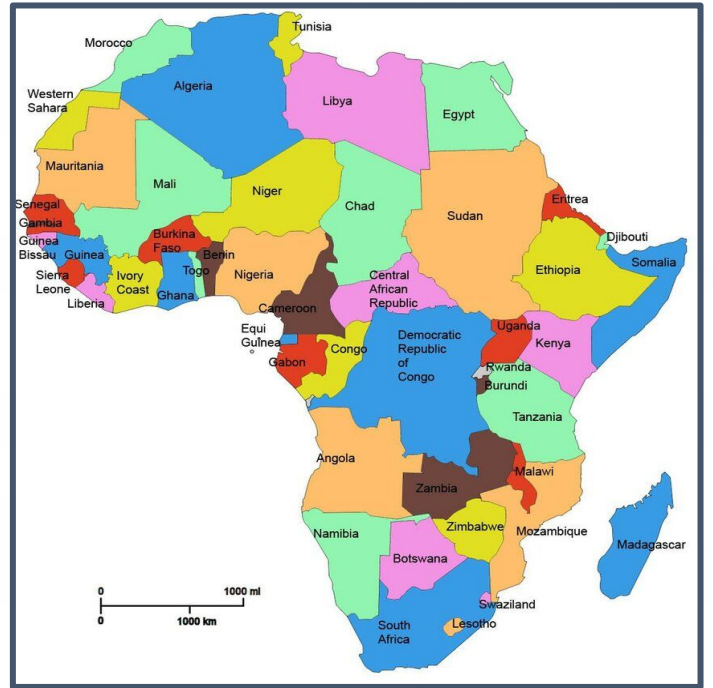 Tunisia
Morocco
Algeria
Libya
Egypt
Western
Sahara
Mauritania
Mali
Niger
Chad
Sudan
Eritrea
Senegal
Gambia
Guinea
Bissau
Guinea
Burkina
Faso
Benin
Djibouti
Somalia
Sierra
Leone
Ivory
Coast
Togo
Nigeria
Ethiopia
Liberia
Ghana
Cameroon
Central
African
Republic
Equi
Guinea
Gabon
Congo
Democratic
Republic
of
Congo
Uganda
Kenya
Rwanda
Burundi
Tanzania
Angola
Zambia
Malawi
Mozambique
Zimbabwe
Namibia
Botswana
Madagascar
Swaziland
South
Africa
Lesotho
0 1000 mi
0 1000 km